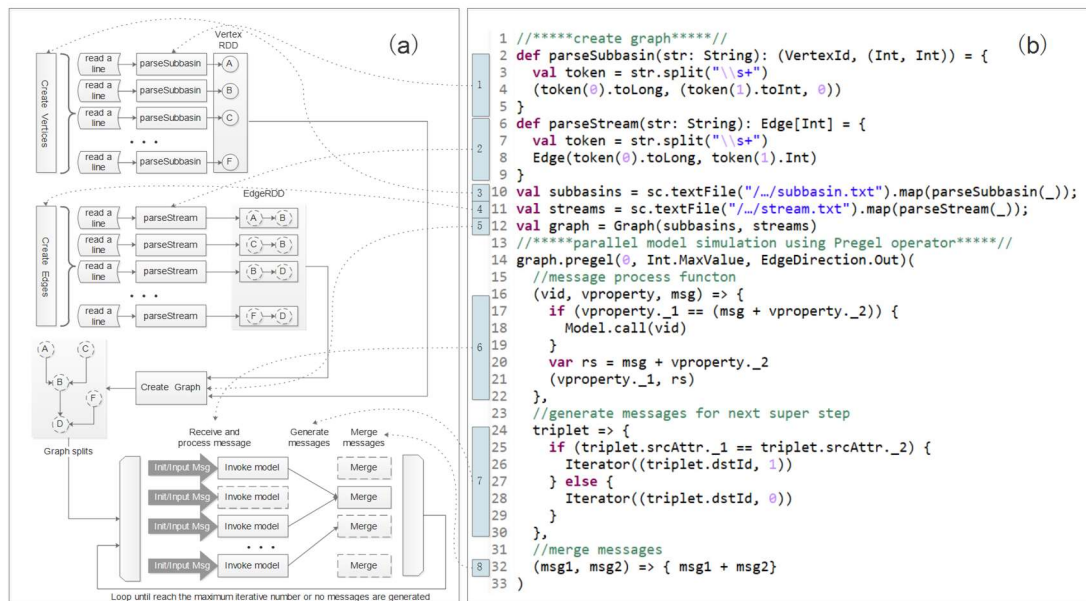 (a)
Vertex
RDD
Create Vertices
read a
line
parseSubbasin
A
read a
line
parseSubbasin
B
read a
line
parseSubbasin
C
• • •
read a
line
parseSubbasin
F
EdgeRDD
Create Edges
read a
line
parseStream
A
B
read a
line
parseStream
C
B
read a
line
parseStream
B
D
• • •
read a
line
parseStream
F
D
A
C
B
F
D
Create Graph
Graph splits
Receive and
process message
Generate
messages
Merge
messages
Init/Input Msg
Invoke model
Merge
Init/Input Msg
Invoke model
Merge
Init/Input Msg
Invoke model
Merge
• • •
Init/Input Msg
Invoke model
Merge
Loop until reach the maximum iterative number or no messages are generated
(b)
1
2
3
4
5
6
7
8
1 //*****create graph*****//
2 def parseSubbasin(str: String): (VertexId, (Int, Int)) = {
3 val token = str.split("\\s+")
4 (token(0).toLong, (token(1).toInt, 0))
5 }
6 def parseStream(str: String): Edge[Int] = {
7 val token = str.split("\\s+")
8 Edge(token(0).toLong, token(1).Int)
9 }
10 val subbasins = sc.textFile("/…/subbasin.txt").map(parseSubbasin(_));
11 val streams = sc.textFile("/…/stream.txt").map(parseStream(_));
12 val graph = Graph(subbasins, streams)
13 //*****parallel model simulation using Pregel operator*****//
14 graph.pregel(0, Int.MaxValue, EdgeDirection.Out)(
15 //message process functon
16 (vid, vproperty, msg) => {
17 if (vproperty._1 == (msg + vproperty._2)) {
18 Model.call(vid)
19 }
20 var rs = msg + vproperty._2
21 (vproperty._1, rs)
22 },
23 //generate messages for next super step
24 triplet => {
25 if (triplet.srcAttr._1 == triplet.srcAttr._2) {
26 Iterator((triplet.dstId, 1))
27 } else {
28 Iterator((triplet.dstId, 0))
29 }
30 },
31 //merge messages
32 (msg1, msg2) => { msg1 + msg2}
33 )